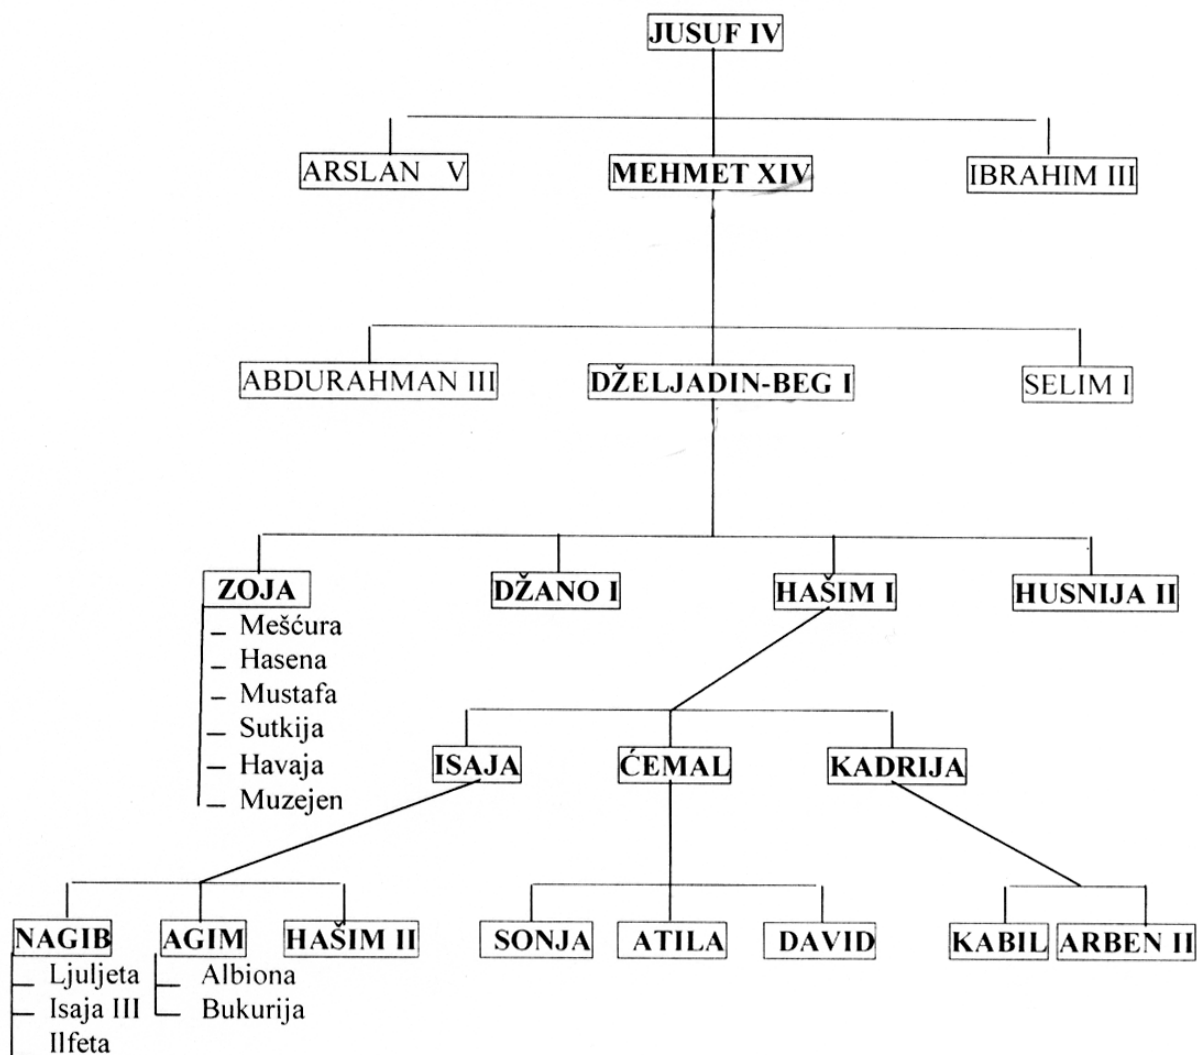 JUSUF IV
ARSLAN V
MEHMET XIV
IBRAHIM III
ABDURAHMAN III
DŽELJADIN-BEG I
SELIM I
ZOJA
DŽANO I
HAŠIM I
HUSNIJA II
Mešćura
Hasena
Mustafa
Sutkija
Havaja
Muzejen
ISAJA
ĆEMAL
KADRIJA
NAGIB
AGIM
HAŠIM II
SONJA
ATILA
DAVID
KABIL
ARBEN II
Ljuljeta
Isaja III
Ilfeta
Albiona
Bukurija